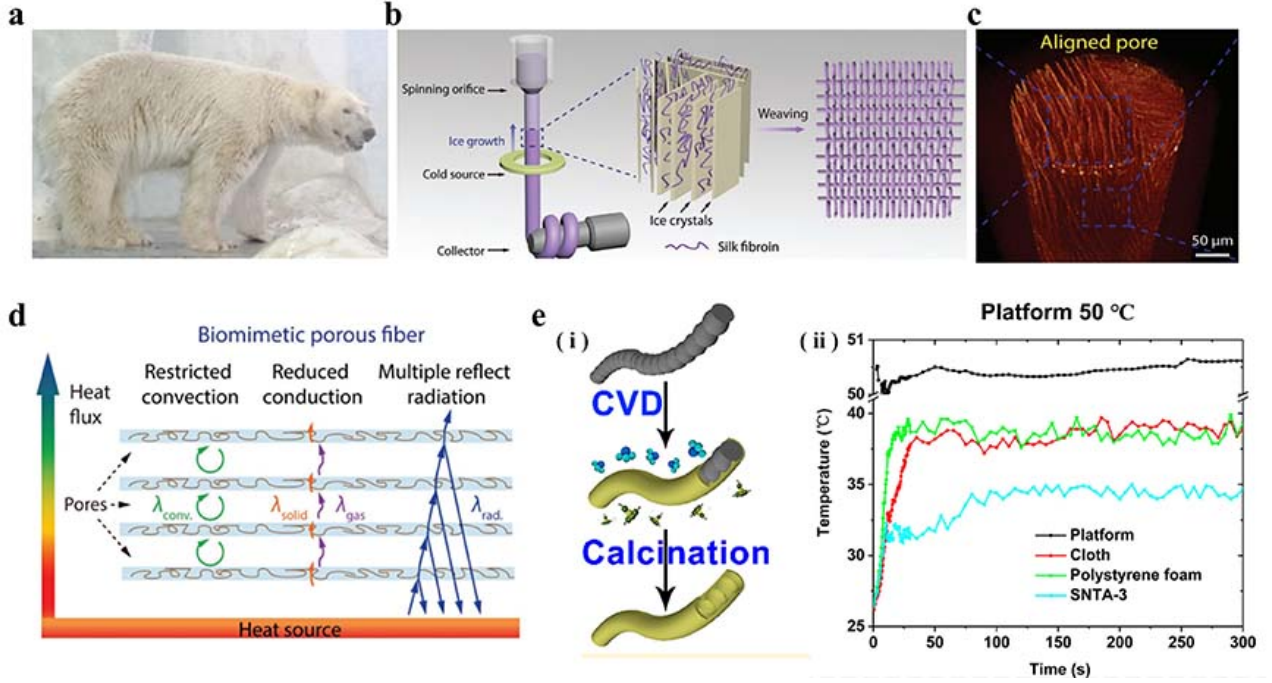 a
b
Spinning orifice
Ice growth
Cold source
Collector
Ice crystals
Silk fibroin
Weaving
c
Aligned pore
50 μm
d
Biomimetic porous fiber
Heat
flux
Restricted
convection
Reduced
conduction
Multiple reflect
radiation
Pores
λconv.
λsolid
λgas
λrad.
Heat source
e
( i )
CVD
Calcination
( ii )
Platform 50 °C
Temperature (℃)
51
50
40
35
30
25
Platform
Cloth
Polystyrene foam
SNTA-3
0
50
100
150
200
250
300
Time (s)